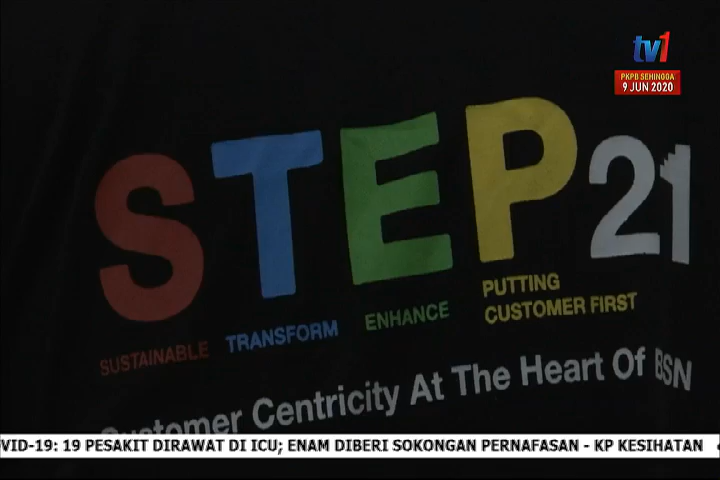 tv1
PKPB SEHINGGA
9 JUN 2020
STEP21
SUSTAINABLE TRANSFORM ENHANCE PUTTING CUSTOMER FIRST
Customer Centricity At The Heart Of BSN
VID-19: 19 PESAKIT DIRAWAT DI ICU; ENAM DIBERI SOKONGAN PERNAFASAN - KP KESIHATAN